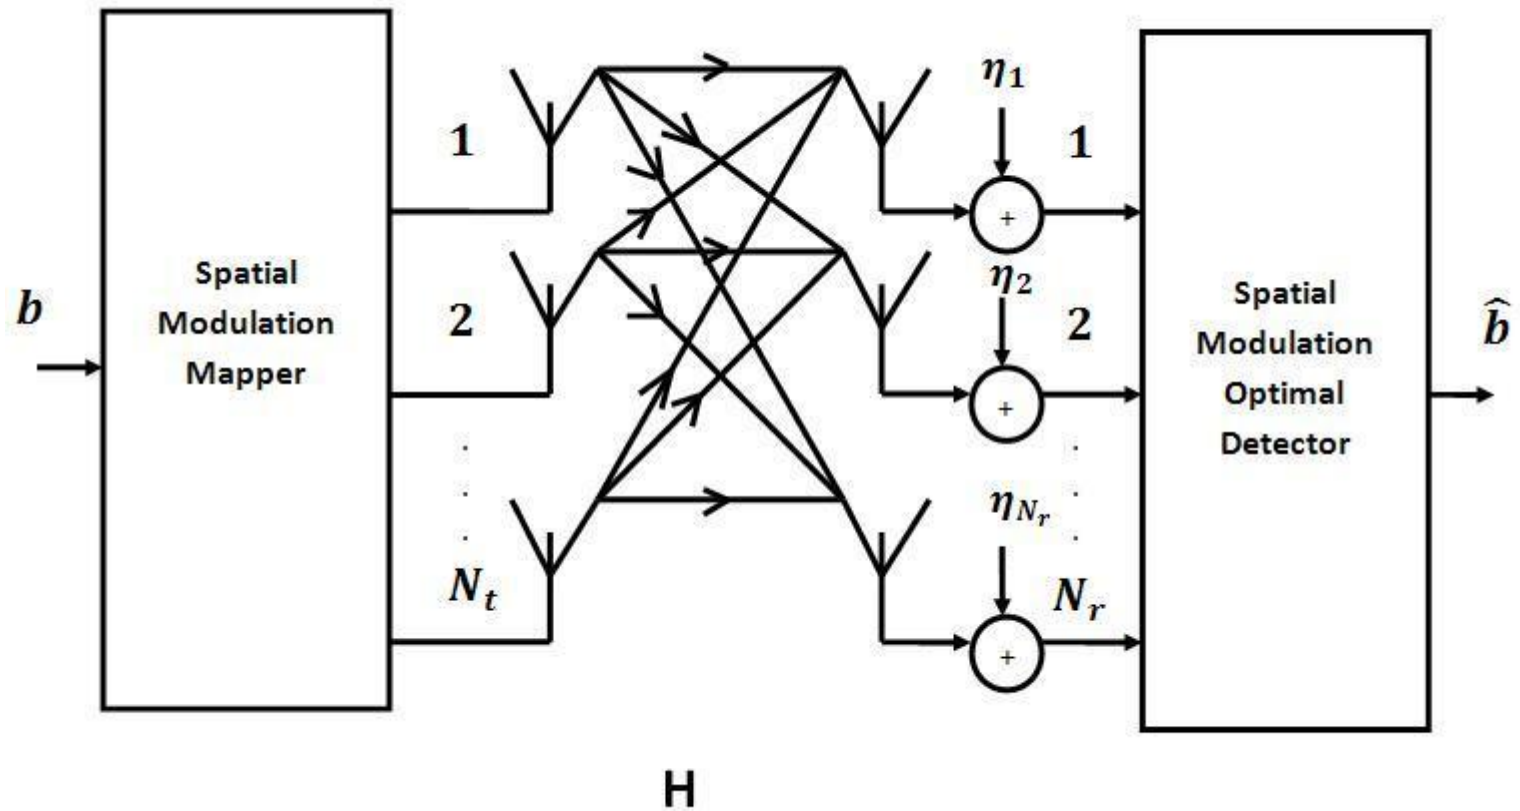 b
Spatial
Modulation
Mapper
1
2
.
.
.
N_t
H
η_1
+
η_2
+
η_{N_r}
+
1
2
.
.
.
N_r
Spatial
Modulation
Optimal
Detector
b̂